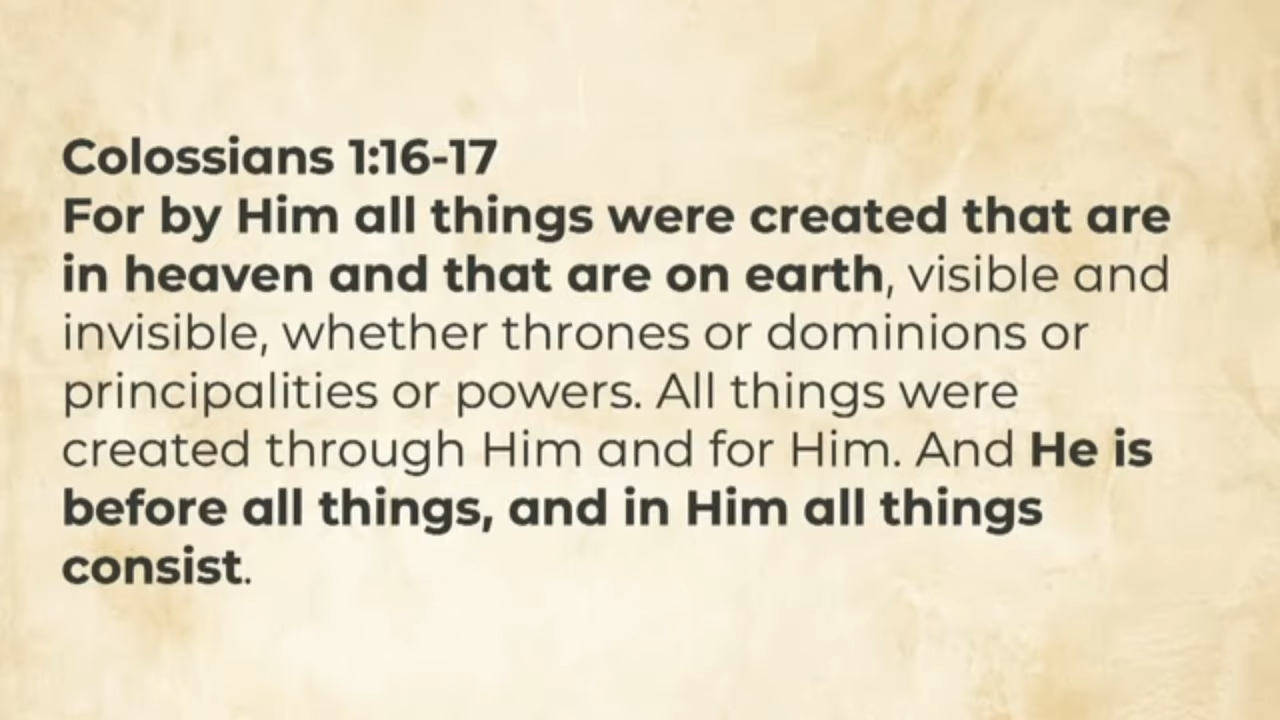 Colossians 1:16-17
For by Him all things were created that are
in heaven and that are on earth, visible and
invisible, whether thrones or dominions or
principalities or powers. All things were
created through Him and for Him. And He is
before all things, and in Him all things
consist.